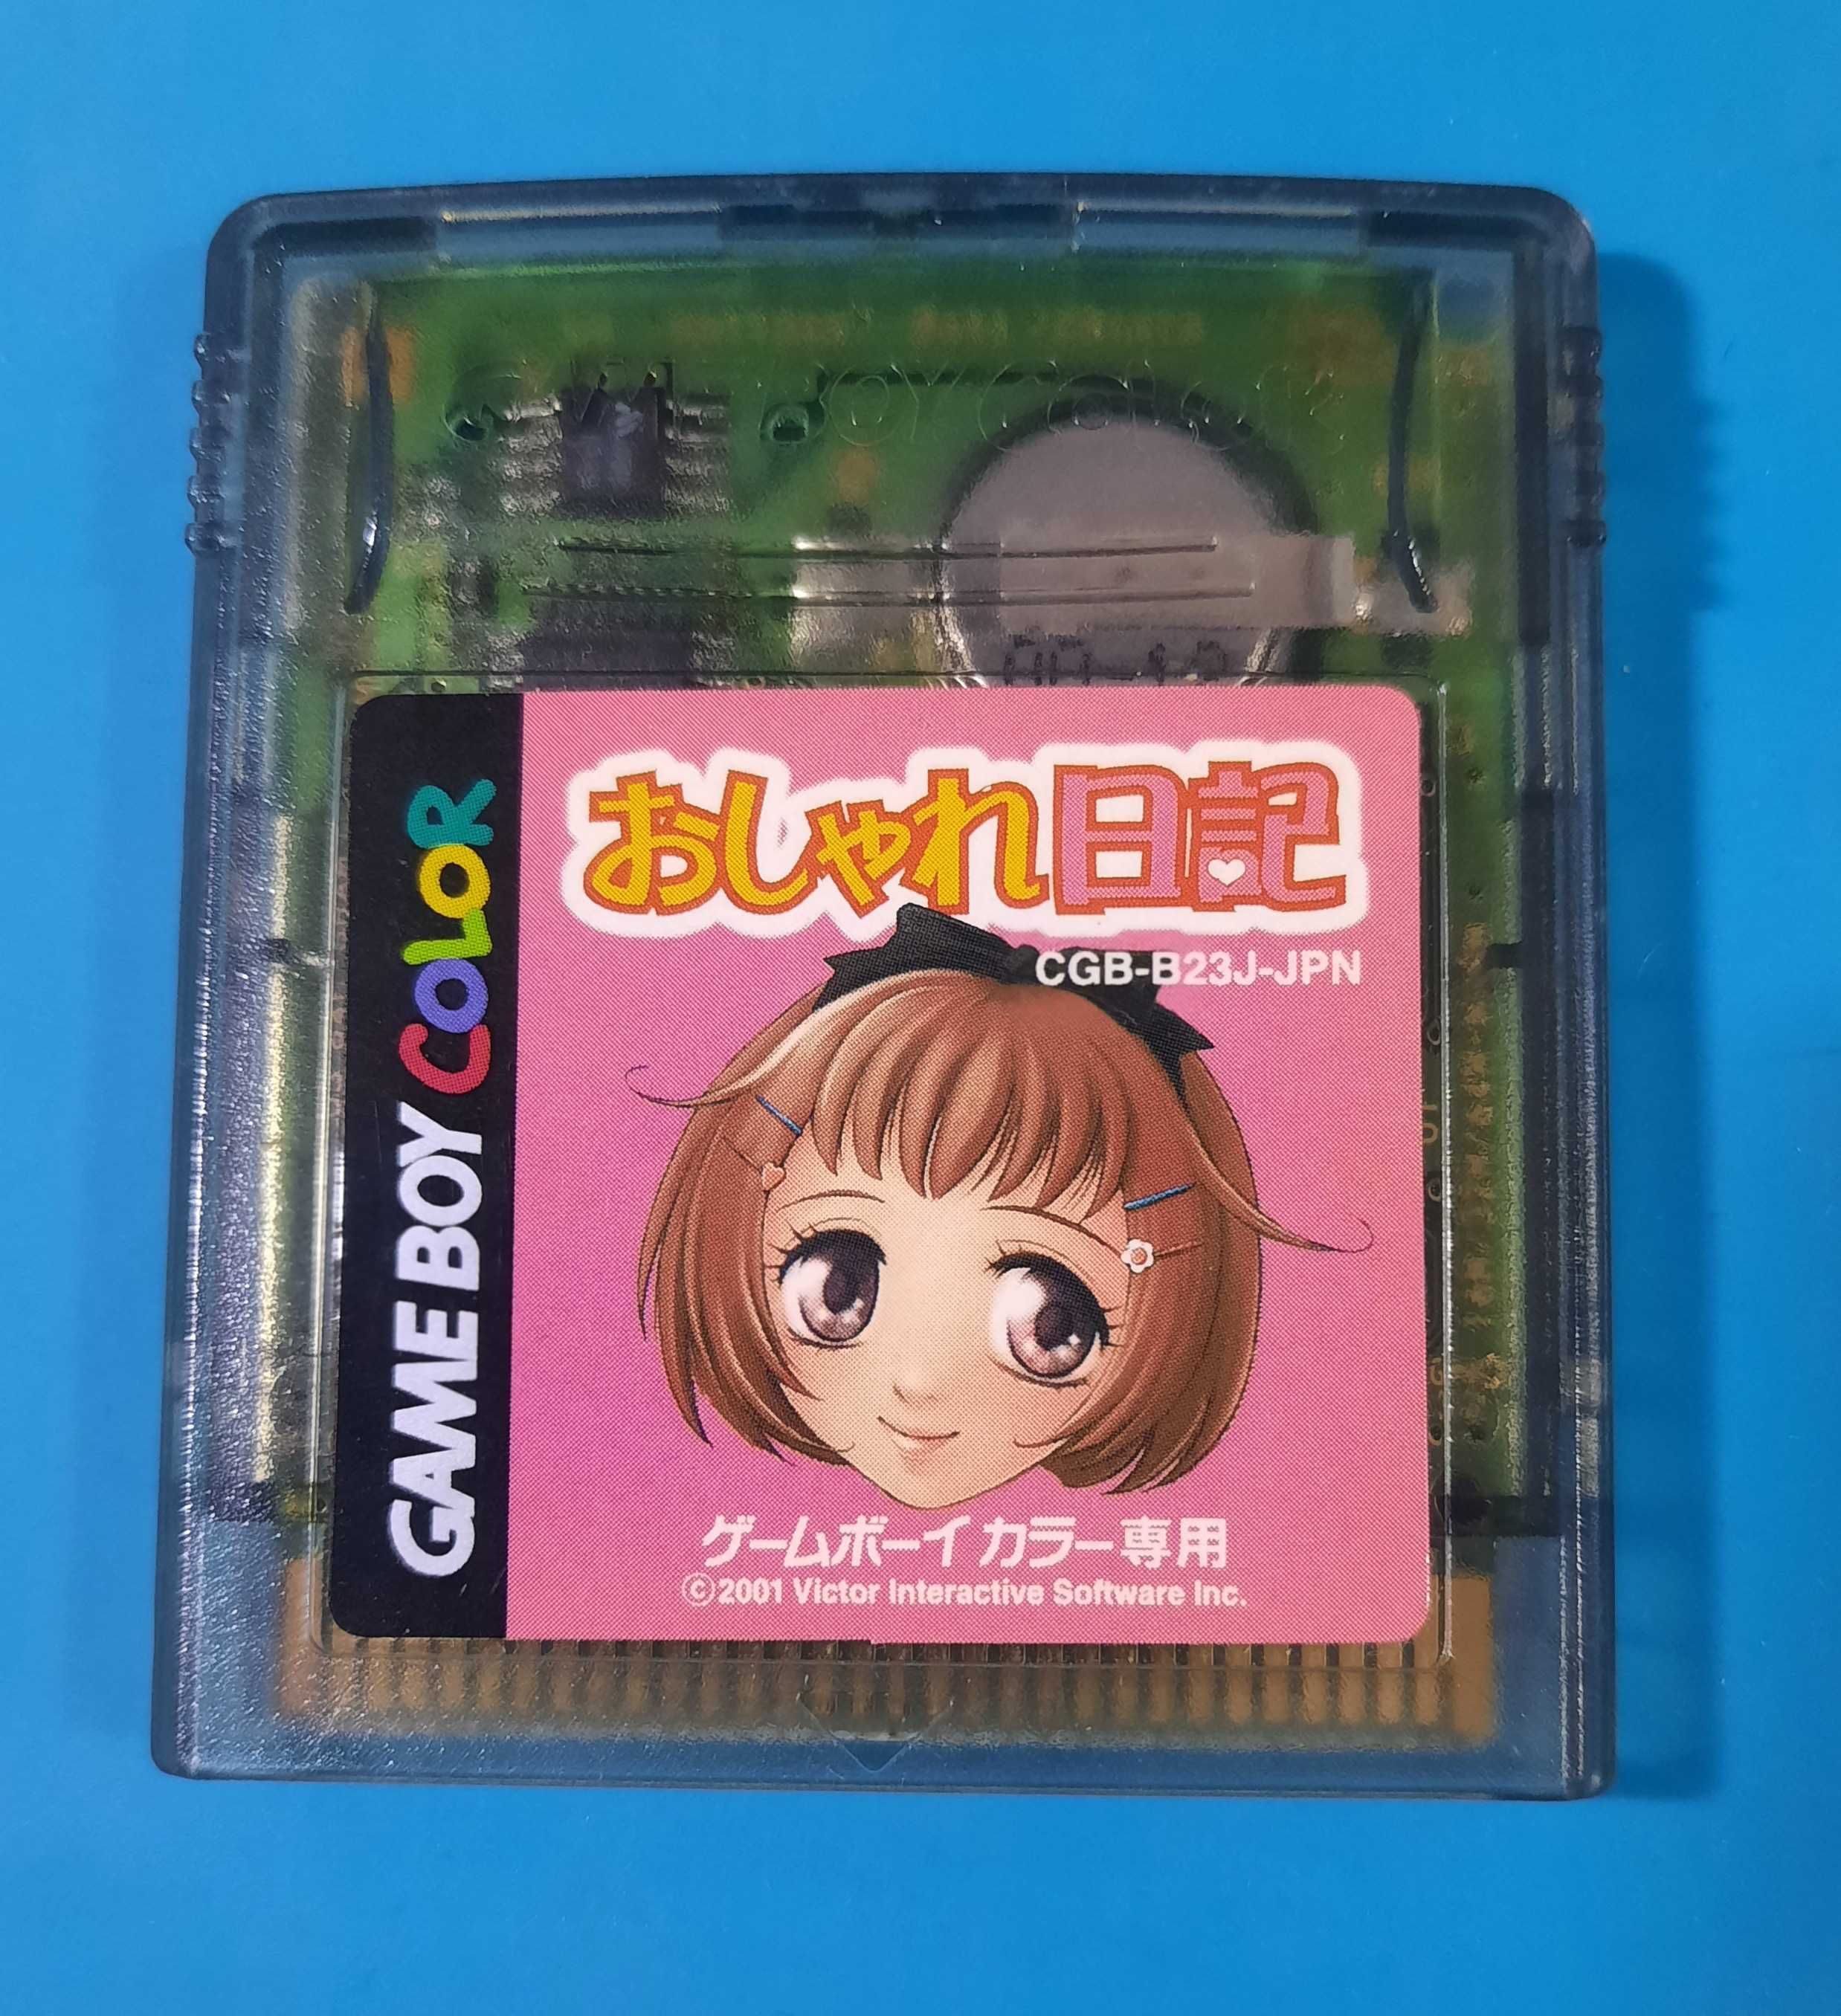 GAME BOY COLOR
おしゃれ日記
CGB-B23J-JPN
ゲームボーイ カラー専用
©2001 Victor Interactive Software Inc.